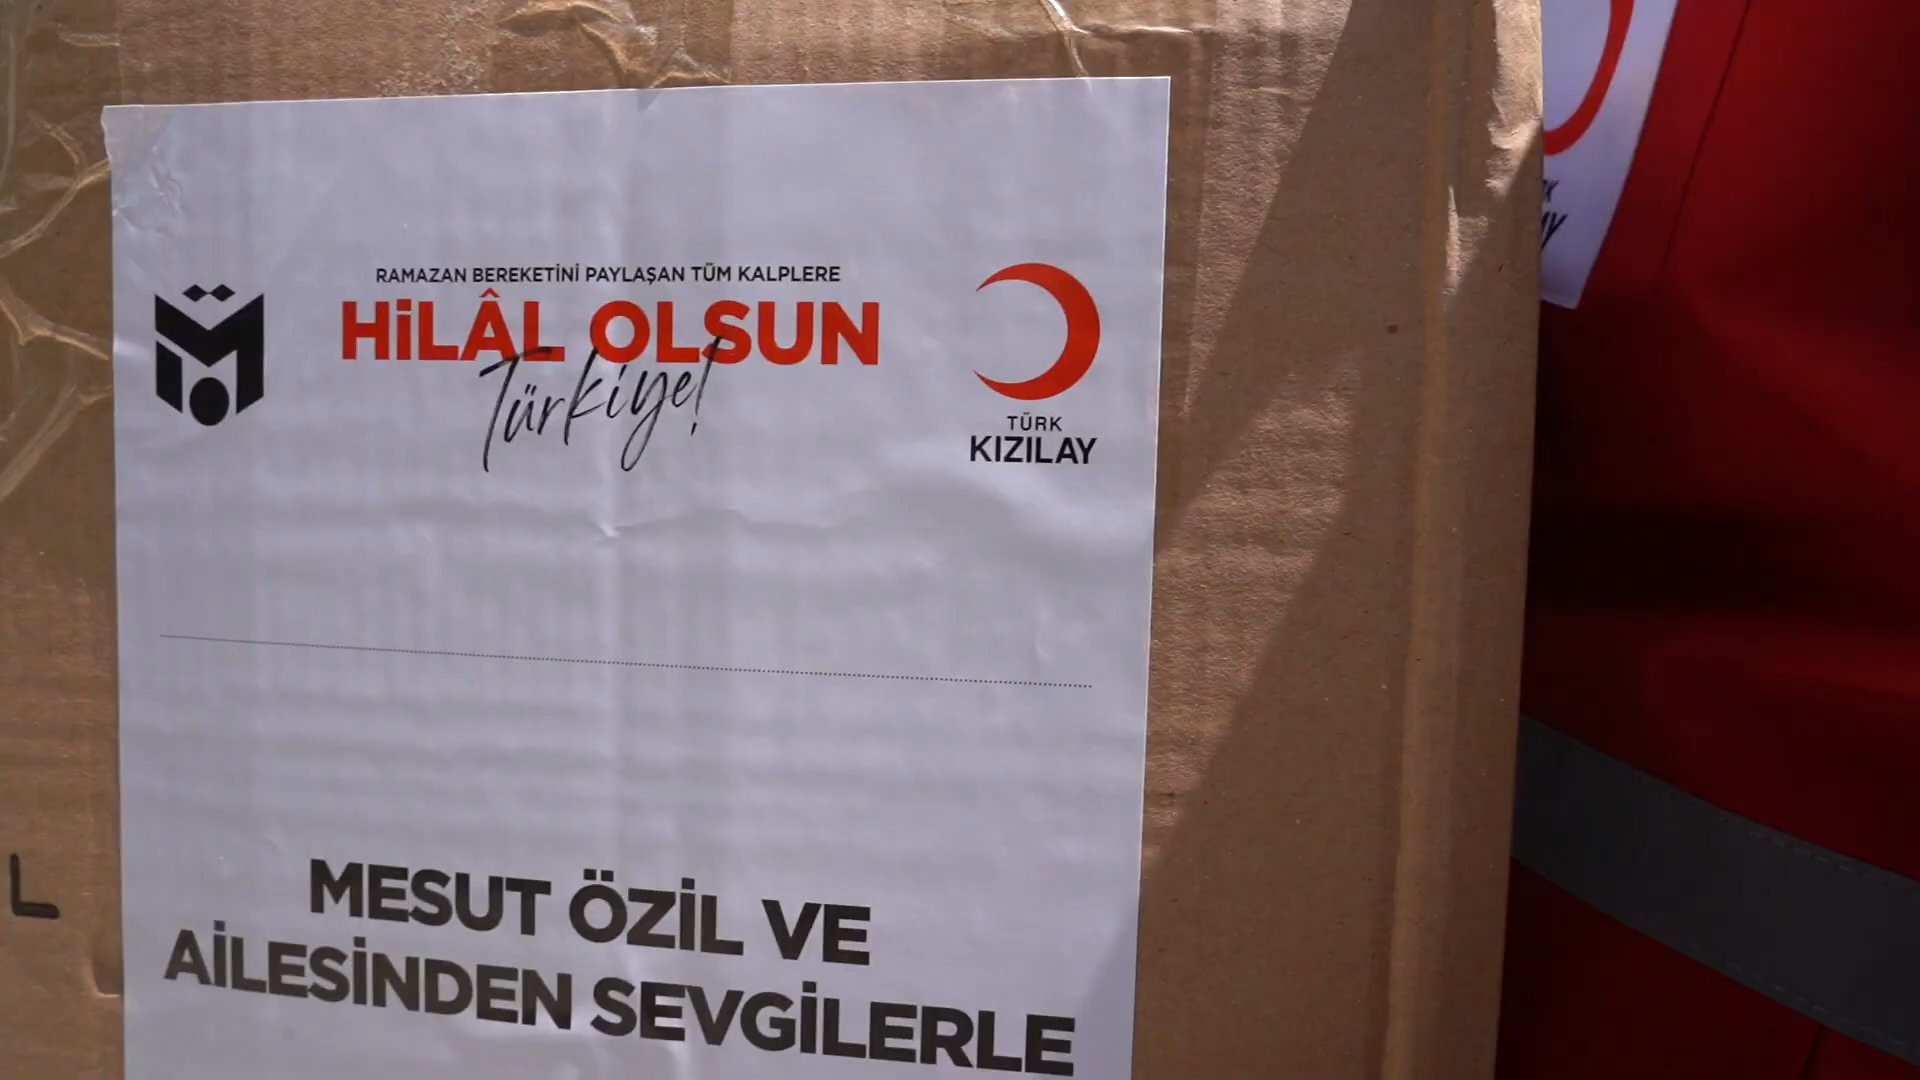 RAMAZAN BEREKETİNİ PAYLAŞAN TÜM KALPLERE
HİLÂL OLSUN
Türkiye!
TÜRK
KIZILAY
MESUT ÖZİL VE
AİLESİNDEN SEVGİLERLE
L